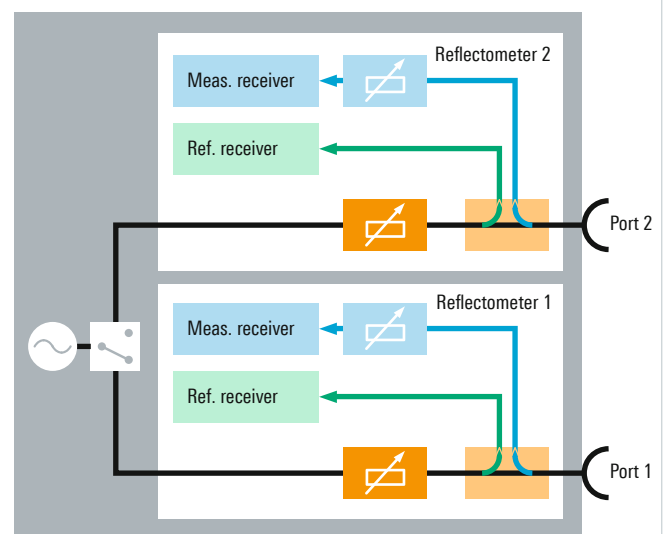 Reflectometer 2
Meas. receiver
Ref. receiver
Port 2
Reflectometer 1
Meas. receiver
Ref. receiver
Port 1